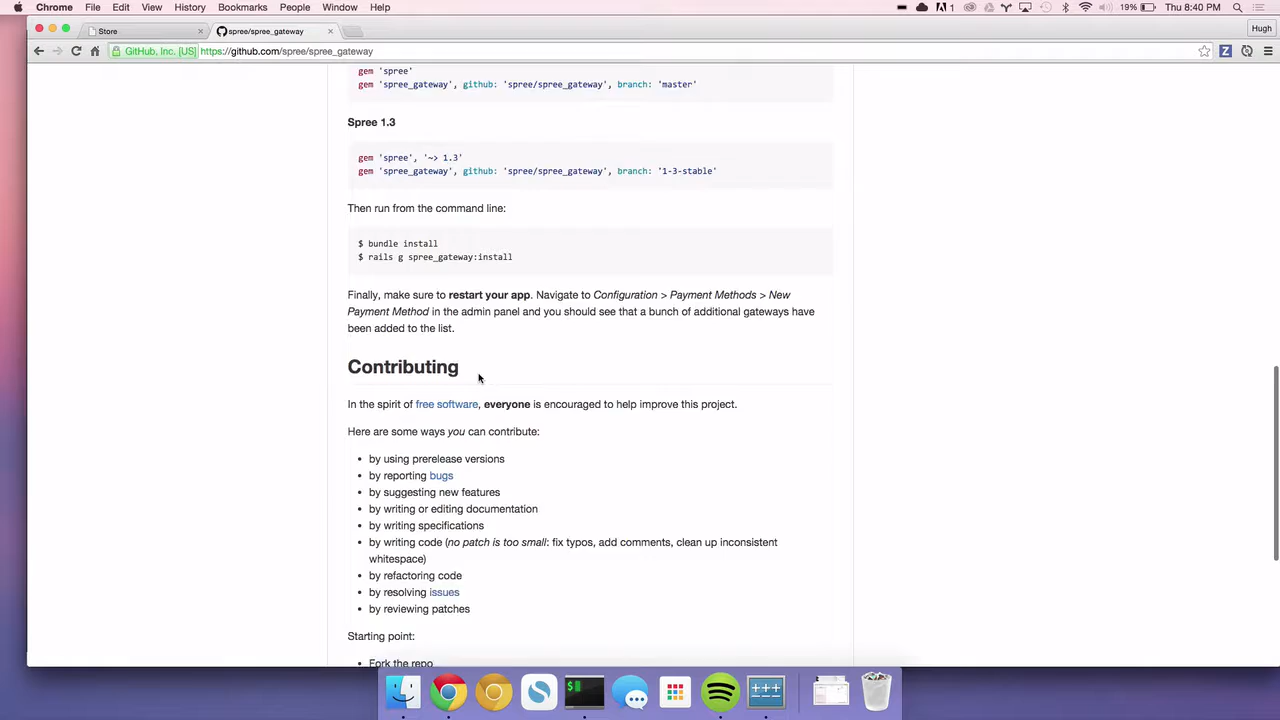 Chrome File Edit View History Bookmarks People Window Help 1 19% Thu 8:40 PM
Store spree/spree_gateway Hugh
GitHub, Inc. [US] https://github.com/spree/spree_gateway
gem 'spree'
gem 'spree_gateway', github: 'spree/spree_gateway', branch: 'master'
Spree 1.3
gem 'spree', '~> 1.3'
gem 'spree_gateway', github: 'spree/spree_gateway', branch: '1-3-stable'
Then run from the command line:
$ bundle install
$ rails g spree_gateway:install
Finally, make sure to restart your app. Navigate to Configuration > Payment Methods > New
Payment Method in the admin panel and you should see that a bunch of additional gateways have
been added to the list.
Contributing
In the spirit of free software, everyone is encouraged to help improve this project.
Here are some ways you can contribute:
• by using prerelease versions
• by reporting bugs
• by suggesting new features
• by writing or editing documentation
• by writing specifications
• by writing code (no patch is too small: fix typos, add comments, clean up inconsistent
whitespace)
• by refactoring code
• by resolving issues
• by reviewing patches
Starting point:
• Fork the repo